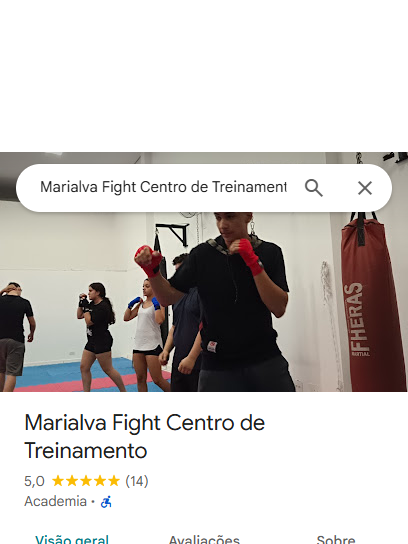 Marialva Fight Centro de Treinament
FHERAS
MARTIAL
Marialva Fight Centro de
Treinamento
5,0 (14)
Academia ·
Visão geral Avaliações Sobre